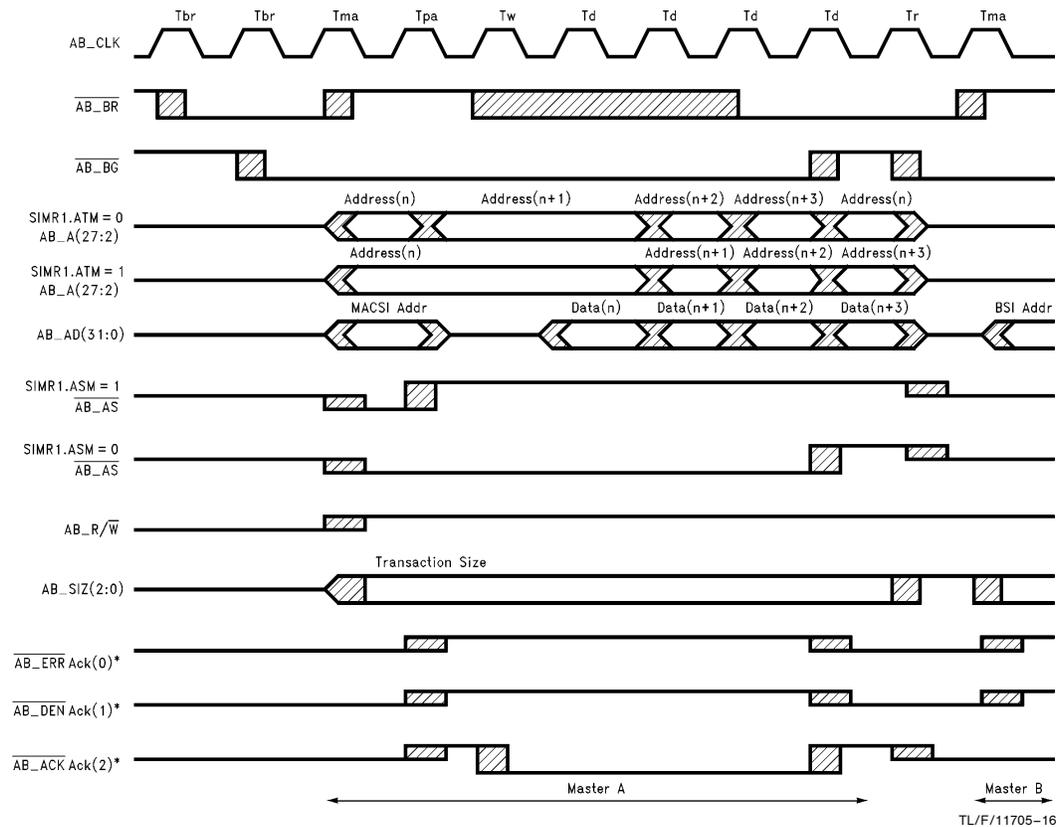 Tbr Tbr Tma Tpa Tw Td Td Td Td Tr Tma
AB_CLK
AB_BR
AB_BG
Address(n) Address(n+1) Address(n+2) Address(n+3) Address(n)
SIMR1.ATM = 0
AB_A(27:2)
Address(n) Address(n+1) Address(n+2) Address(n+3)
SIMR1.ATM = 1
AB_A(27:2)
MACSI Addr Data(n) Data(n+1) Data(n+2) Data(n+3) BSI Addr
AB_AD(31:0)
SIMR1.ASM = 1
AB_AS
SIMR1.ASM = 0
AB_AS
AB_R/W
Transaction Size
AB_SIZ(2:0)
AB_ERR Ack(0)*
AB_DEN Ack(1)*
AB_ACK Ack(2)*
Master A Master B
TL/F/11705-16